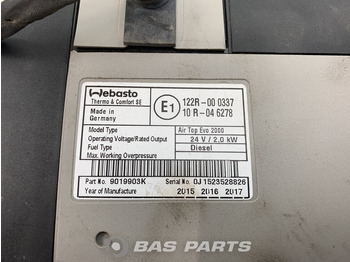 Webasto
Thermo & Comfort SE
Made in
Germany
E1
122R-00 0337
10 R-04 6278
Model Type Air Top Evo 2000
Operating Voltage/Rated Output 24 V / 2,0 kW
Fuel Type Diesel
Max. Working Overpressure
Part No 9019903K Serial No 0J1523528826
Year of Manufacture 2015 2016 2017
BAS PARTS